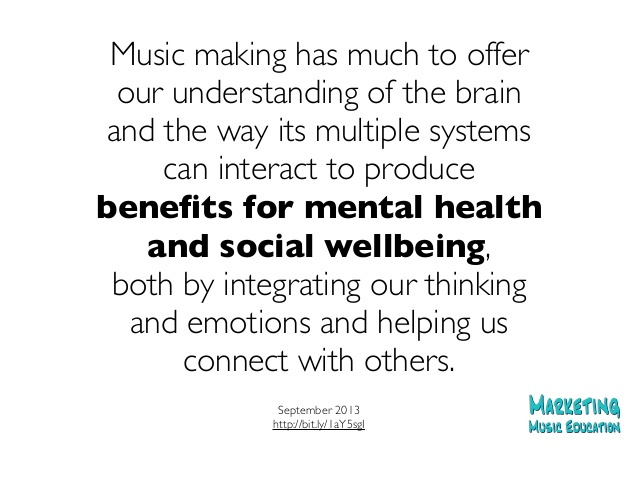 Music making has much to offer
our understanding of the brain
and the way its multiple systems
can interact to produce
benefits for mental health
and social wellbeing,
both by integrating our thinking
and emotions and helping us
connect with others.
September 2013
http://bit.ly/1aY5sgI
Marketing
Music Education